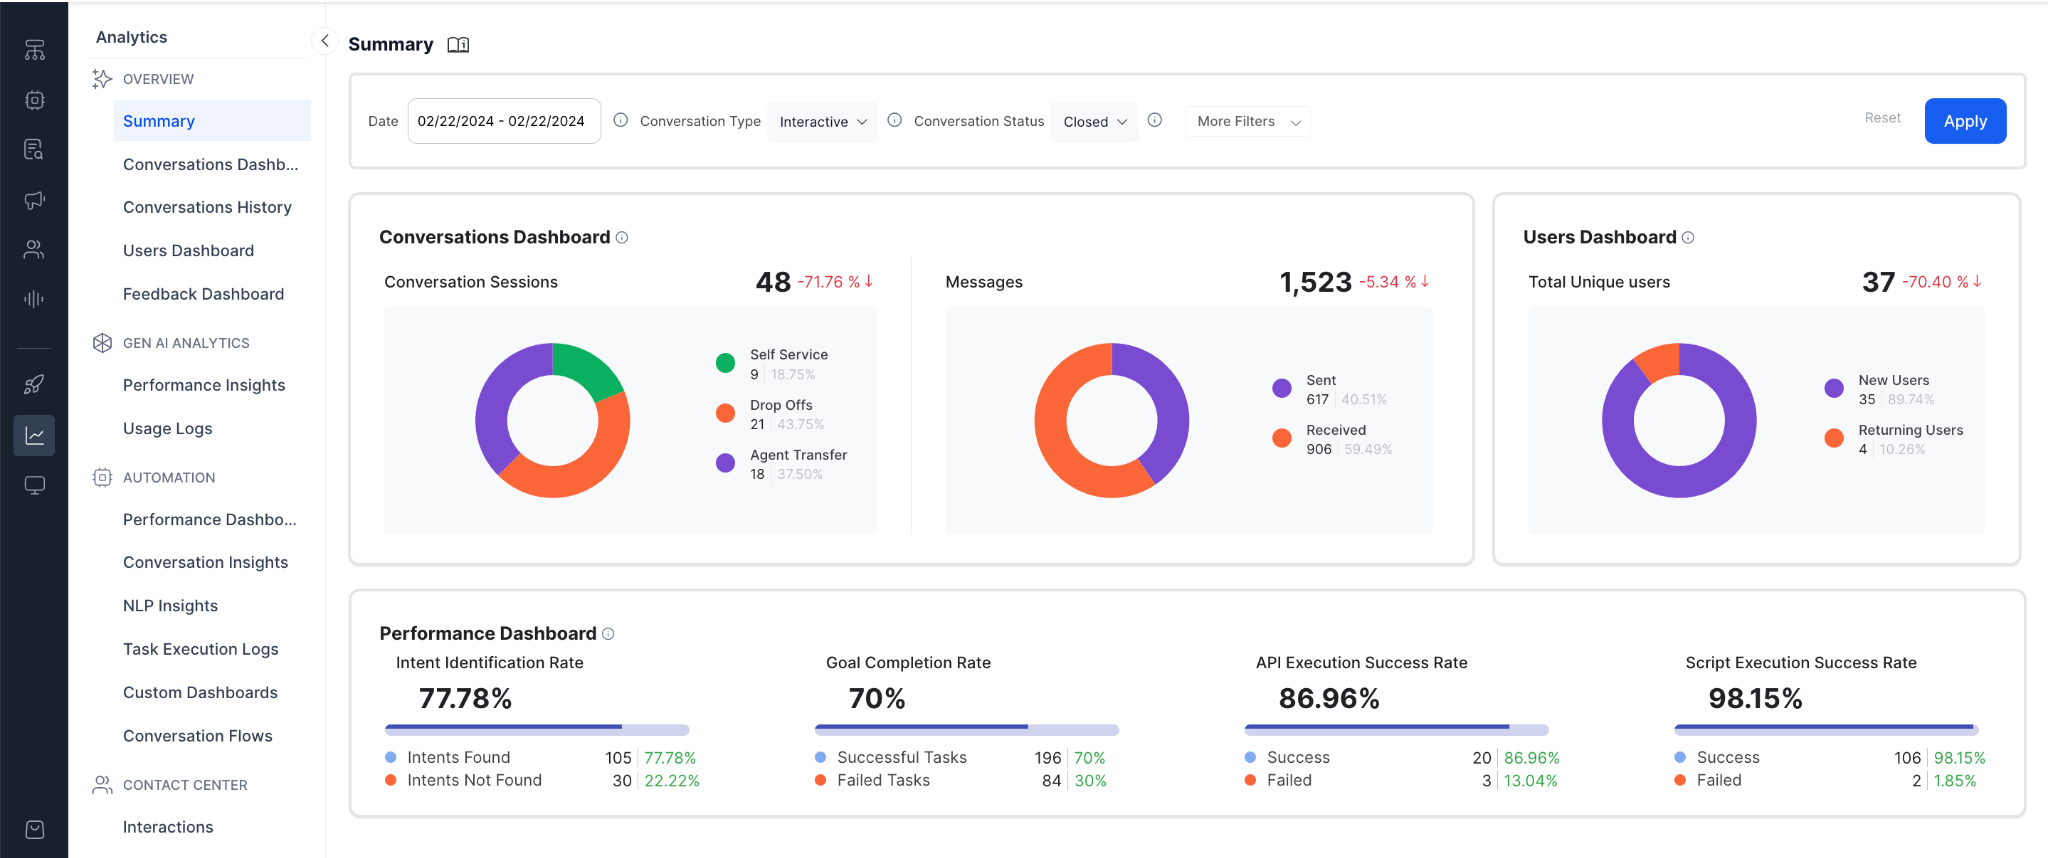 Analytics
OVERVIEW
Summary
Conversations Dashb...
Conversations History
Users Dashboard
Feedback Dashboard
GEN AI ANALYTICS
Performance Insights
Usage Logs
AUTOMATION
Performance Dashbo...
Conversation Insights
NLP Insights
Task Execution Logs
Custom Dashboards
Conversation Flows
CONTACT CENTER
Interactions
Summary
Date 02/22/2024 - 02/22/2024 Conversation Type Interactive Conversation Status Closed More Filters Reset Apply
Conversations Dashboard
Conversation Sessions 48 -71.76 %↓
Self Service
9 18.75%
Drop Offs
21 43.75%
Agent Transfer
18 37.50%
Messages 1,523 -5.34 %↓
Sent
617 40.51%
Received
906 59.49%
Users Dashboard
Total Unique users 37 -70.40 %↓
New Users
35 89.74%
Returning Users
4 10.26%
Performance Dashboard
Intent Identification Rate
77.78%
Intents Found 105 77.78%
Intents Not Found 30 22.22%
Goal Completion Rate
70%
Successful Tasks 196 70%
Failed Tasks 84 30%
API Execution Success Rate
86.96%
Success 20 86.96%
Failed 3 13.04%
Script Execution Success Rate
98.15%
Success 106 98.15%
Failed 2 1.85%